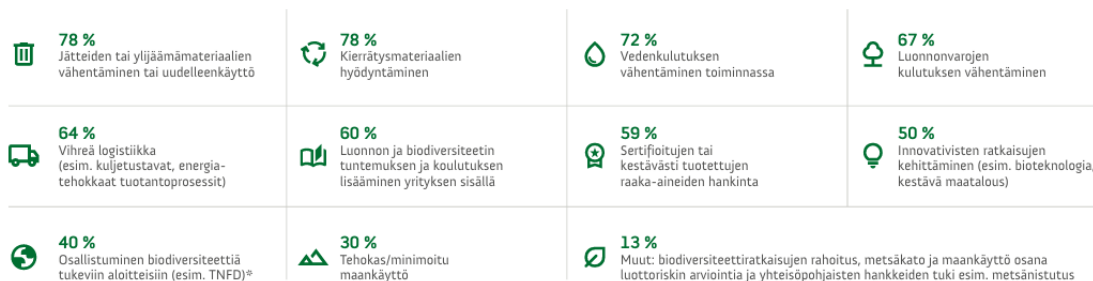 78 %
Jätteiden tai ylijäämämateriaalien
vähentäminen tai uudelleenkäyttö
78 %
Kierrätysmateriaalien
hyödyntäminen
72 %
Vedenkulutuksen
vähentäminen toiminnassa
67 %
Luonnonvarojen
kulutuksen vähentäminen
64 %
Vihreä logistiikka
(esim. kuljetustavat, energia-
tehokkaat tuotantoprosessit)
60 %
Luonnon ja biodiversiteetin
tuntemuksen ja koulutuksen
lisääminen yrityksen sisällä
59 %
Sertifioitujen tai
kestävästi tuotettujen
raaka-aineiden hankinta
50 %
Innovativisten ratkaisujen
kehittäminen (esim. bioteknologia,
kestävä maatalous)
40 %
Osallistuminen biodiversiteettiä
tukeviin aloitteisiin (esim. TNFD)*
30 %
Tehokas/minimoitu
maankäyttö
13 %
Muut: biodiversiteettiratkaisujen rahoitus, metsäkato ja maankäyttö osana
luottoriskin arviointia ja yhteisöpohjaisten hankkeiden tuki esim. metsänistutus